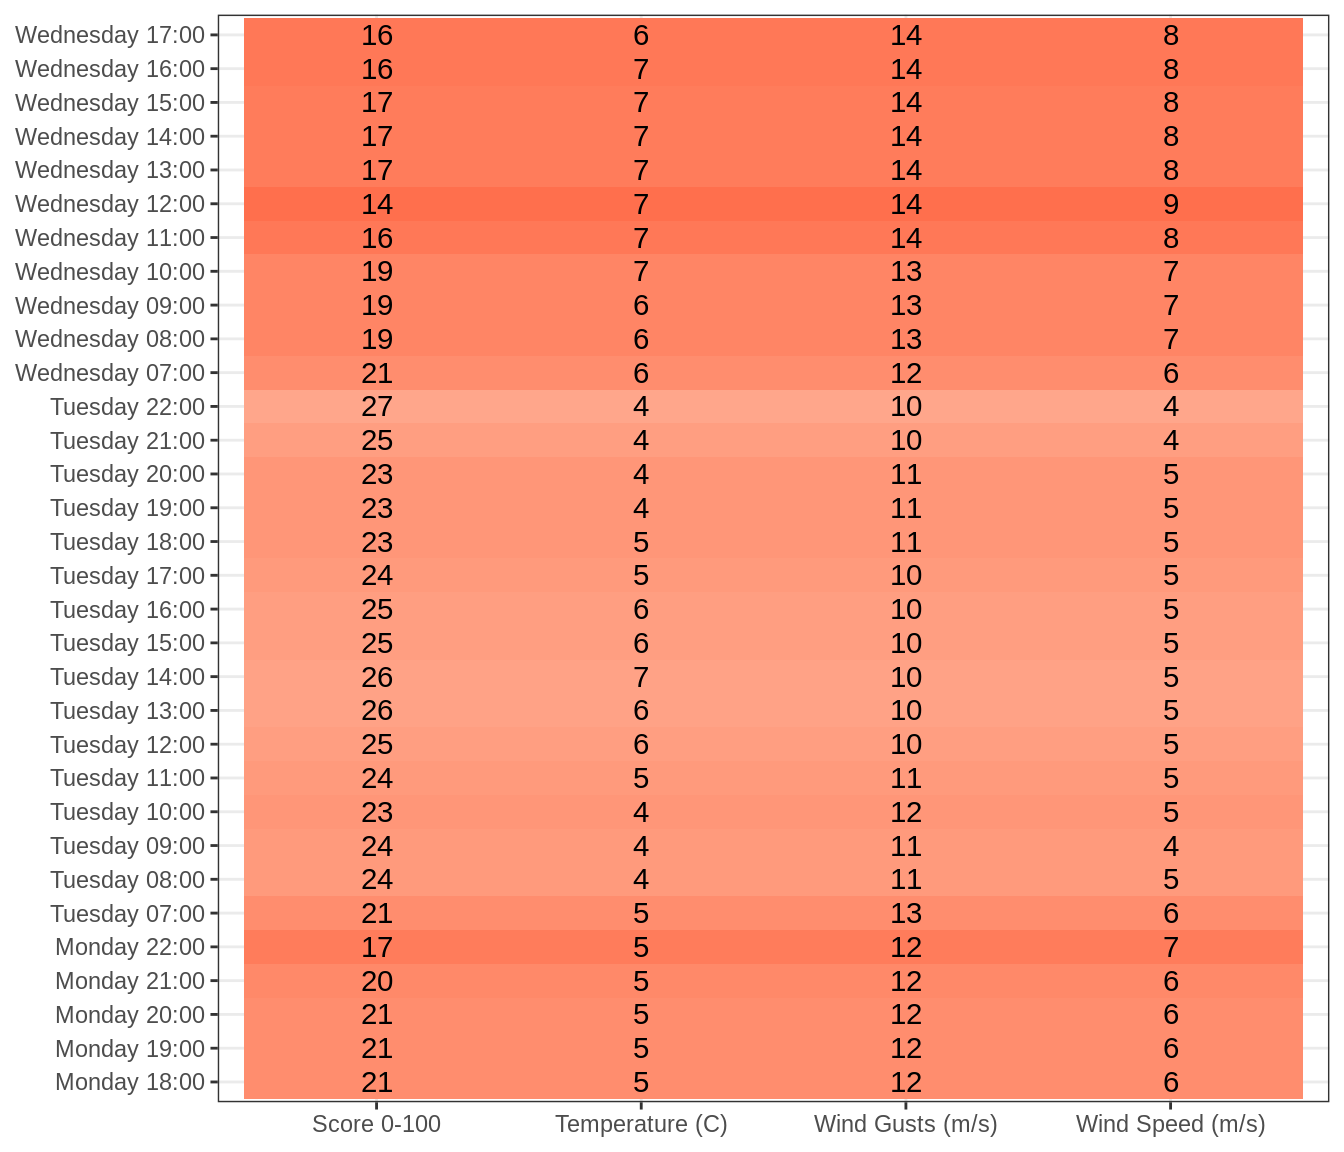 Wednesday 17:00 16 6 14 8
Wednesday 16:00 16 7 14 8
Wednesday 15:00 17 7 14 8
Wednesday 14:00 17 7 14 8
Wednesday 13:00 17 7 14 8
Wednesday 12:00 14 7 14 9
Wednesday 11:00 16 7 14 8
Wednesday 10:00 19 7 13 7
Wednesday 09:00 19 6 13 7
Wednesday 08:00 19 6 13 7
Wednesday 07:00 21 6 12 6
Tuesday 22:00 27 4 10 4
Tuesday 21:00 25 4 10 4
Tuesday 20:00 23 4 11 5
Tuesday 19:00 23 4 11 5
Tuesday 18:00 23 5 11 5
Tuesday 17:00 24 5 10 5
Tuesday 16:00 25 6 10 5
Tuesday 15:00 25 6 10 5
Tuesday 14:00 26 7 10 5
Tuesday 13:00 26 6 10 5
Tuesday 12:00 25 6 10 5
Tuesday 11:00 24 5 11 5
Tuesday 10:00 23 4 12 5
Tuesday 09:00 24 4 11 4
Tuesday 08:00 24 4 11 5
Tuesday 07:00 21 5 13 6
Monday 22:00 17 5 12 7
Monday 21:00 20 5 12 6
Monday 20:00 21 5 12 6
Monday 19:00 21 5 12 6
Monday 18:00 21 5 12 6
Score 0-100 Temperature (C) Wind Gusts (m/s) Wind Speed (m/s)